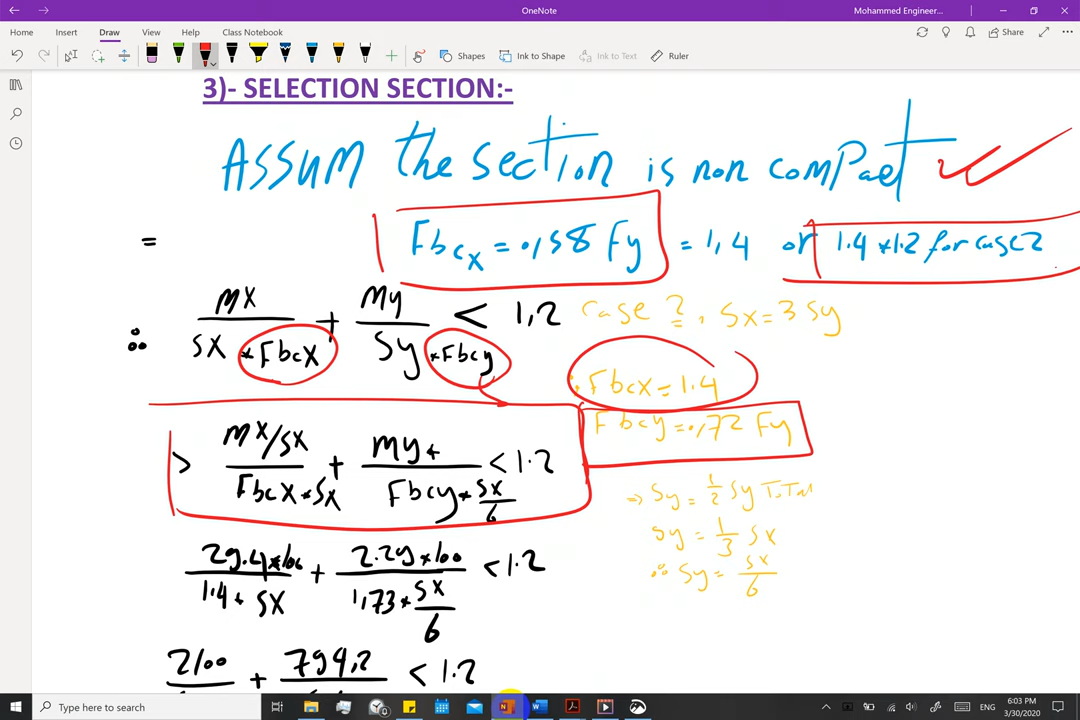 OneNote
Mohammed Engineer...
Home Insert Draw View Help Class Notebook
Share
Shapes Ink to Shape Ink to Text Ruler
3)- SELECTION SECTION:-
ASSUM the section is non comPact
= Fbcx = 0,58 Fy = 1,4 or 1.4 *1.2 for case 2
∴ MX/SX *FbcX + My/Sy *Fbcy < 1,2 Case 2, Sx = 3 Sy
FbcX = 1.4
Fbcy = 0,72 Fy
> MX/SX / FbcX * SX + My+ / Fbcy * SX/6 < 1.2
⇒ Sy = 1/2 Sy
Sy = 1/3 SX
∴ Sy = SX/6
29.4*100 / 1.4 * SX + 2.29*100 / 1,73 * SX/6 < 1.2
2100 + 794,2 < 1.2
Type here to search
ENG
6:03 PM
3/30/2020